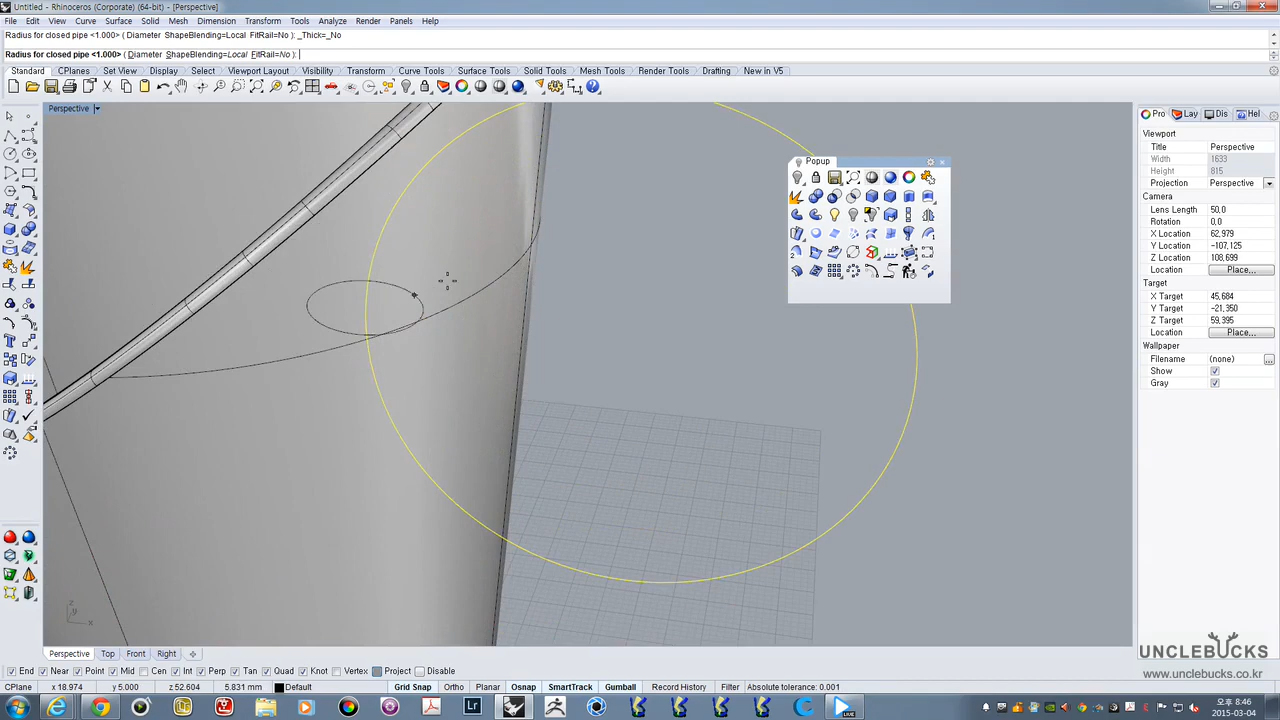 Untitled - Rhinoceros (Corporate) (64-bit) - [Perspective]
File Edit View Curve Surface Solid Mesh Dimension Transform Tools Analyze Render Panels Help
Radius for closed pipe <1.000> ( Diameter ShapeBlending=Local FitRail=No ): _Thick=_No
Radius for closed pipe <1.000> ( Diameter ShapeBlending=Local FitRail=No ):
Standard CPlanes Set View Display Select Viewport Layout Visibility Transform Curve Tools Surface Tools Solid Tools Mesh Tools Render Tools Drafting New in V5
Perspective
Popup
Pro Lay Dis Hel
Viewport
Title Perspective
Width 1633
Height 815
Projection Perspective
Camera
Lens Length 50,0
Rotation 0,0
X Location 62,979
Y Location -107,125
Z Location 108,699
Location Place...
Target
X Target 45,684
Y Target -21,350
Z Target 59,395
Location Place...
Wallpaper
Filename (none)
Show
Gray
z
y
x
Perspective Top Front Right
End Near Point Mid Cen Int Perp Tan Quad Knot Vertex Project Disable
CPlane x 18.974 y 5.000 z 52.604 5.831 mm Default Grid Snap Ortho Planar Osnap SmartTrack Gumball Record History Filter Absolute tolerance: 0.001
UNCLEBUCKS
www.unclebucks.co.kr
Lr
LIVE
오후 8:46
2015-03-04